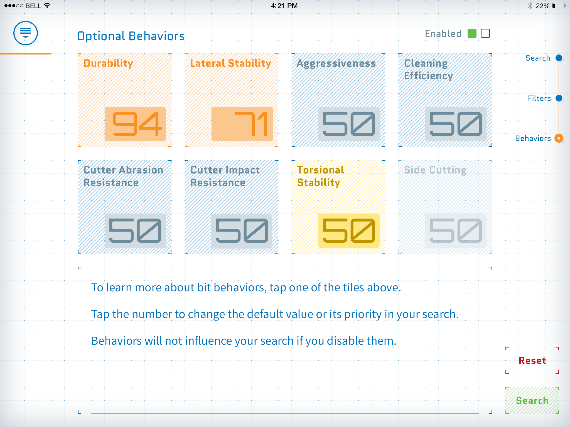 BELL 4:21 PM 22%
Optional Behaviors
Enabled
Search
Filters
Behaviors
Durability
94
Lateral Stability
71
Aggressiveness
50
Cleaning
Efficiency
50
Cutter Abrasion
Resistance
50
Cutter Impact
Resistance
50
Torsional
Stability
50
Side Cutting
50
To learn more about bit behaviors, tap one of the tiles above.
Tap the number to change the default value or its priority in your search.
Behaviors will not influence your search if you disable them.
Reset
Search